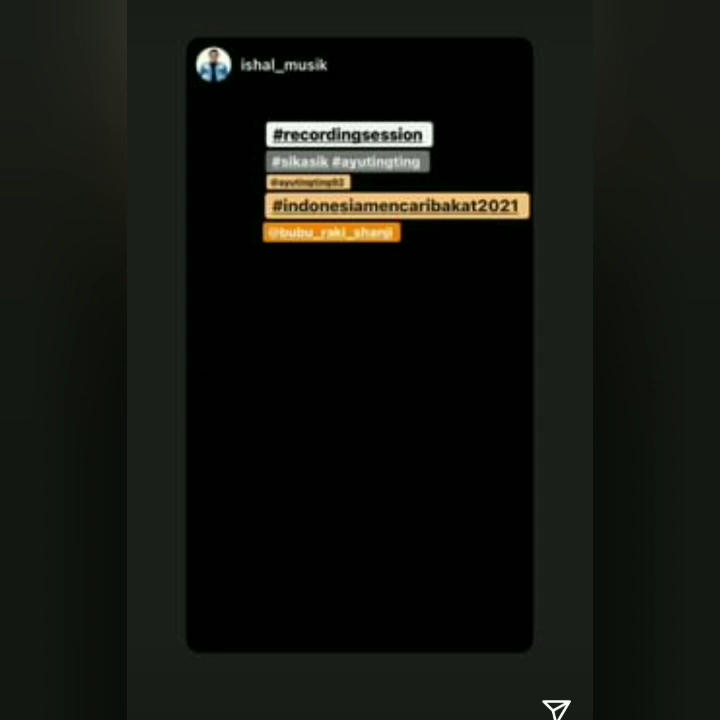 ishal_musik
#recordingsession
#sikasik #ayutingting
@ayutingting92
#indonesiamencaribakat2021
@bubu_raki_shanji